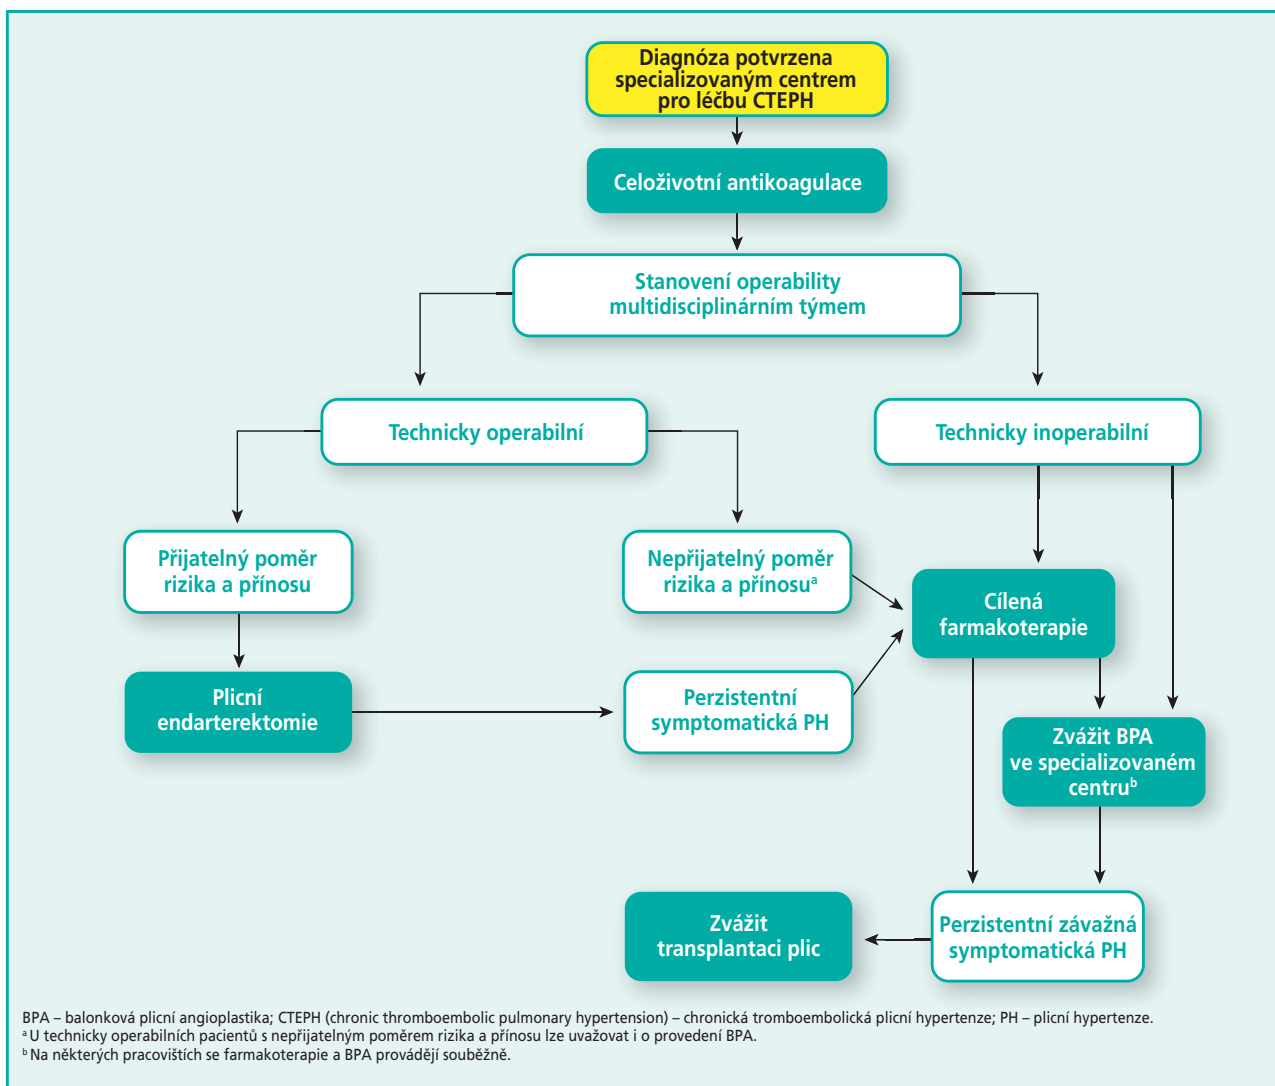 Diagnóza potvrzena
specializovaným centrem
pro léčbu CTEPH
Celoživotní antikoagulace
Stanovení operability
multidisciplinárním týmem
Technicky operabilní
Technicky inoperabilní
Přijatelný poměr
rizika a přínosu
Nepřijatelný poměr
rizika a přínosuᵃ
Cílená
farmakoterapie
Plicní
endarterektomie
Perzistentní
symptomatická PH
Zvážit BPA
ve specializovaném
centruᵇ
Zvážit
transplantaci plic
Perzistentní závažná
symptomatická PH
BPA – balonková plicní angioplastika; CTEPH (chronic thromboembolic pulmonary hypertension) – chronická tromboembolická plicní hypertenze; PH – plicní hypertenze.
ᵃ U technicky operabilních pacientů s nepřijatelným poměrem rizika a přínosu lze uvažovat i o provedení BPA.
ᵇ Na některých pracovištích se farmakoterapie a BPA provádějí souběžně.